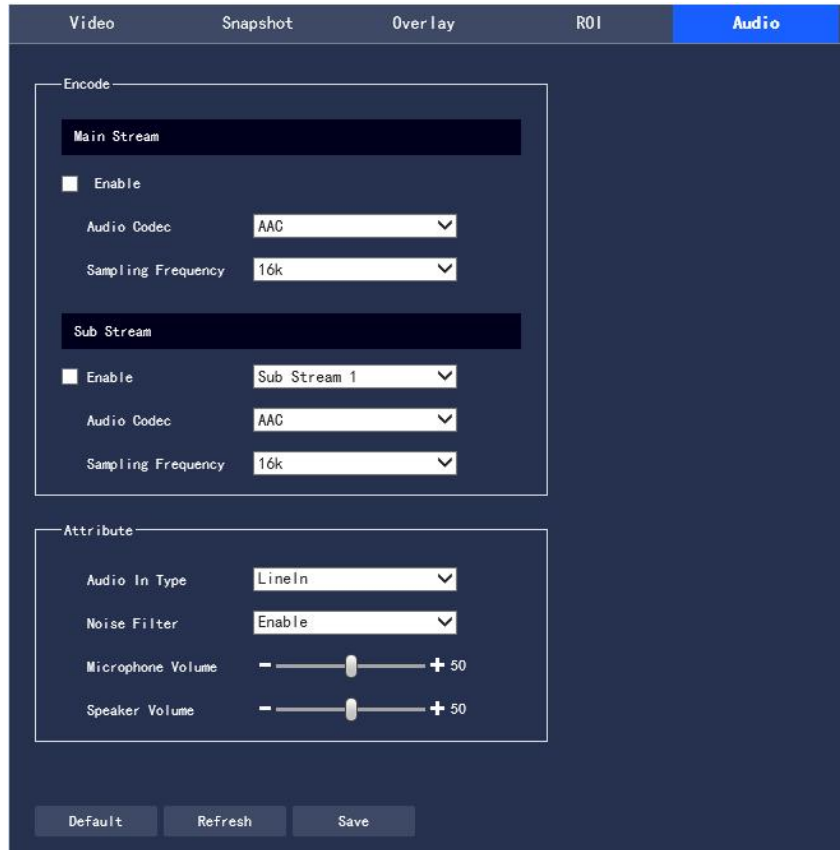 Video Snapshot Overlay ROI Audio
Encode
Main Stream
Enable
Audio Codec AAC
Sampling Frequency 16k
Sub Stream
Enable Sub Stream 1
Audio Codec AAC
Sampling Frequency 16k
Attribute
Audio In Type LineIn
Noise Filter Enable
Microphone Volume 50
Speaker Volume 50
Default Refresh Save